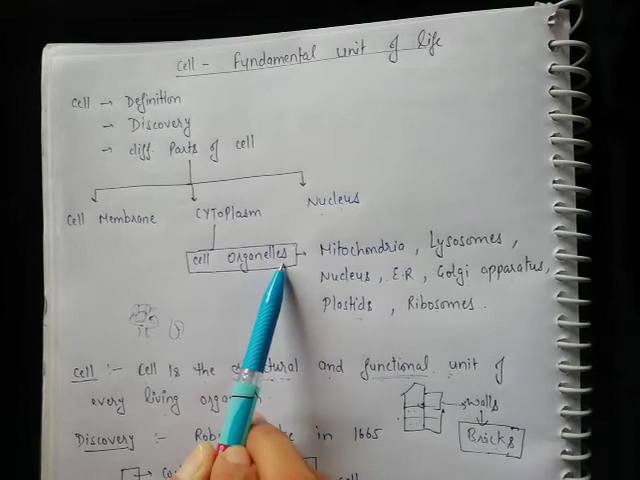 Cell - Fundamental unit of life
Cell → Definition
- Discovery
→ diff. Parts of cell
Cell Membrane CYToPlasm Nucleus
Cell Organelles → Mitochondria, Lysosomes,
Nucleus, E.R, Golgi apparatus,
Plastids, Ribosomes.
Cell :- Cell Is the and functional unit of
every living
walls
Discovery :- in 1665
Bricks
cell